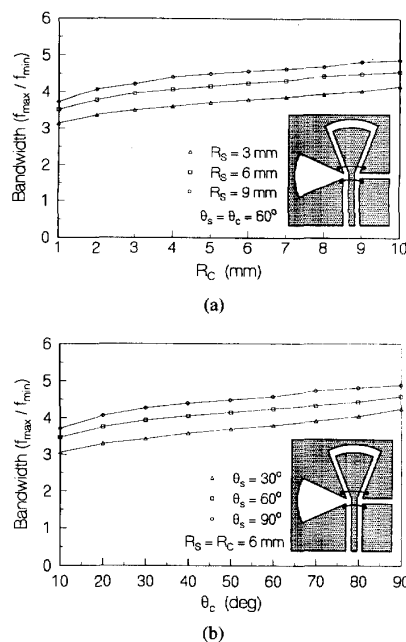 (a)
Bandwidth (fmax / fmin)
6
5
4
3
2
1
0
△ RS = 3 mm
□ RS = 6 mm
○ RS = 9 mm
θs = θc = 60°
1 2 3 4 5 6 7 8 9 10
RC (mm)
(a)
Bandwidth (fmax / fmin)
6
5
4
3
2
1
0
△ θs = 30°
□ θs = 60°
○ θs = 90°
RS = RC = 6 mm
10 20 30 40 50 60 70 80 90
θc (deg)
(b)